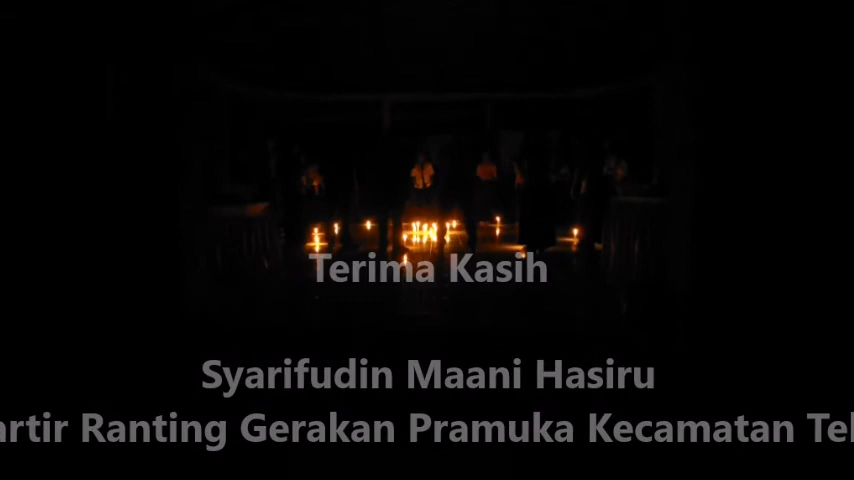 Terima Kasih
Syarifudin Maani Hasiru
Ranting Gerakan Pramuka Kecamatan